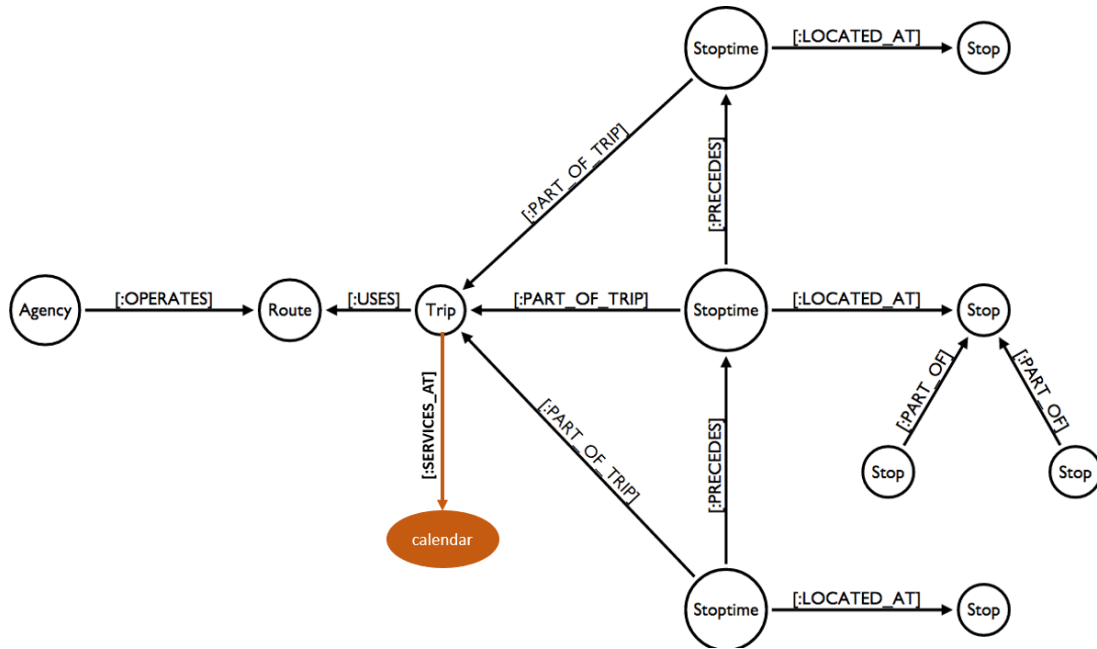 Stoptime
[:LOCATED_AT]
Stop
[:PART_OF_TRIP]
[:PRECEDES]
Agency
[:OPERATES]
Route
[:USES]
Trip
[:PART_OF_TRIP]
Stoptime
[:LOCATED_AT]
Stop
[:SERVICES_AT]
[:PART_OF_TRIP]
[:PRECEDES]
[:PART_OF]
[:PART_OF]
Stop
Stop
calendar
Stoptime
[:LOCATED_AT]
Stop